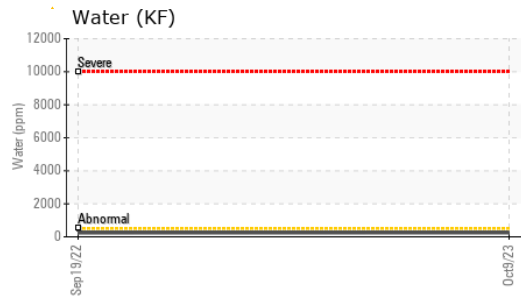 Water (KF)
12000
10000
8000
6000
4000
2000
0
Water (ppm)
Severe
Abnormal
Sep19/22
Oct9/23